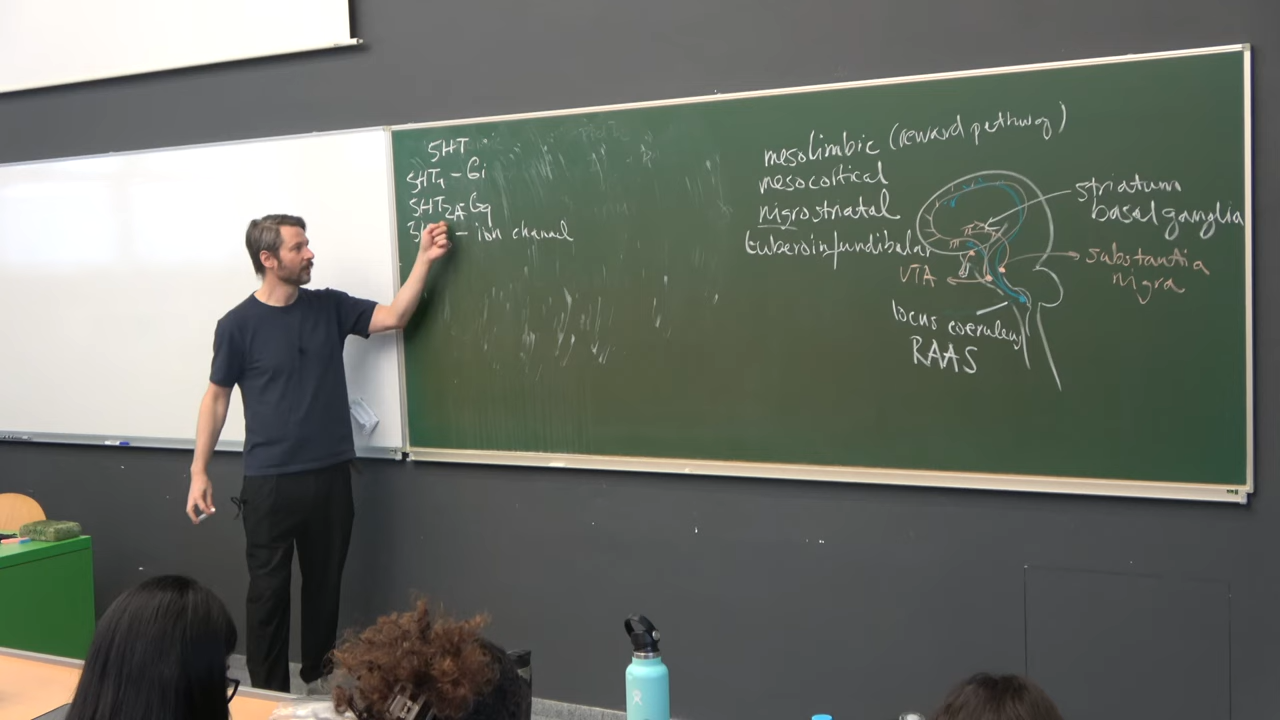 5HT
5HT1 - Gi
5HT2A - Gq
- ion channel
mesolimbic (reward pathway)
mesocortical
nigrostriatal
tuberoinfundibular
striatum
basal ganglia
substantia
nigra
VTA
locus coeruleus
RAAS